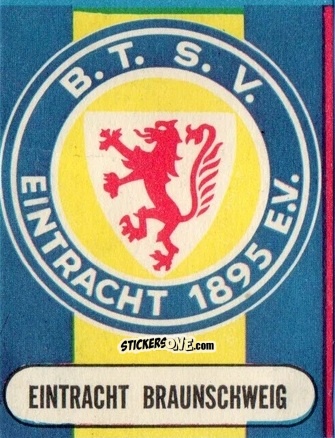 B. T. S. V.
EINTRACHT 1895 E.V.
STICKERSONE.com
EINTRACHT BRAUNSCHWEIG